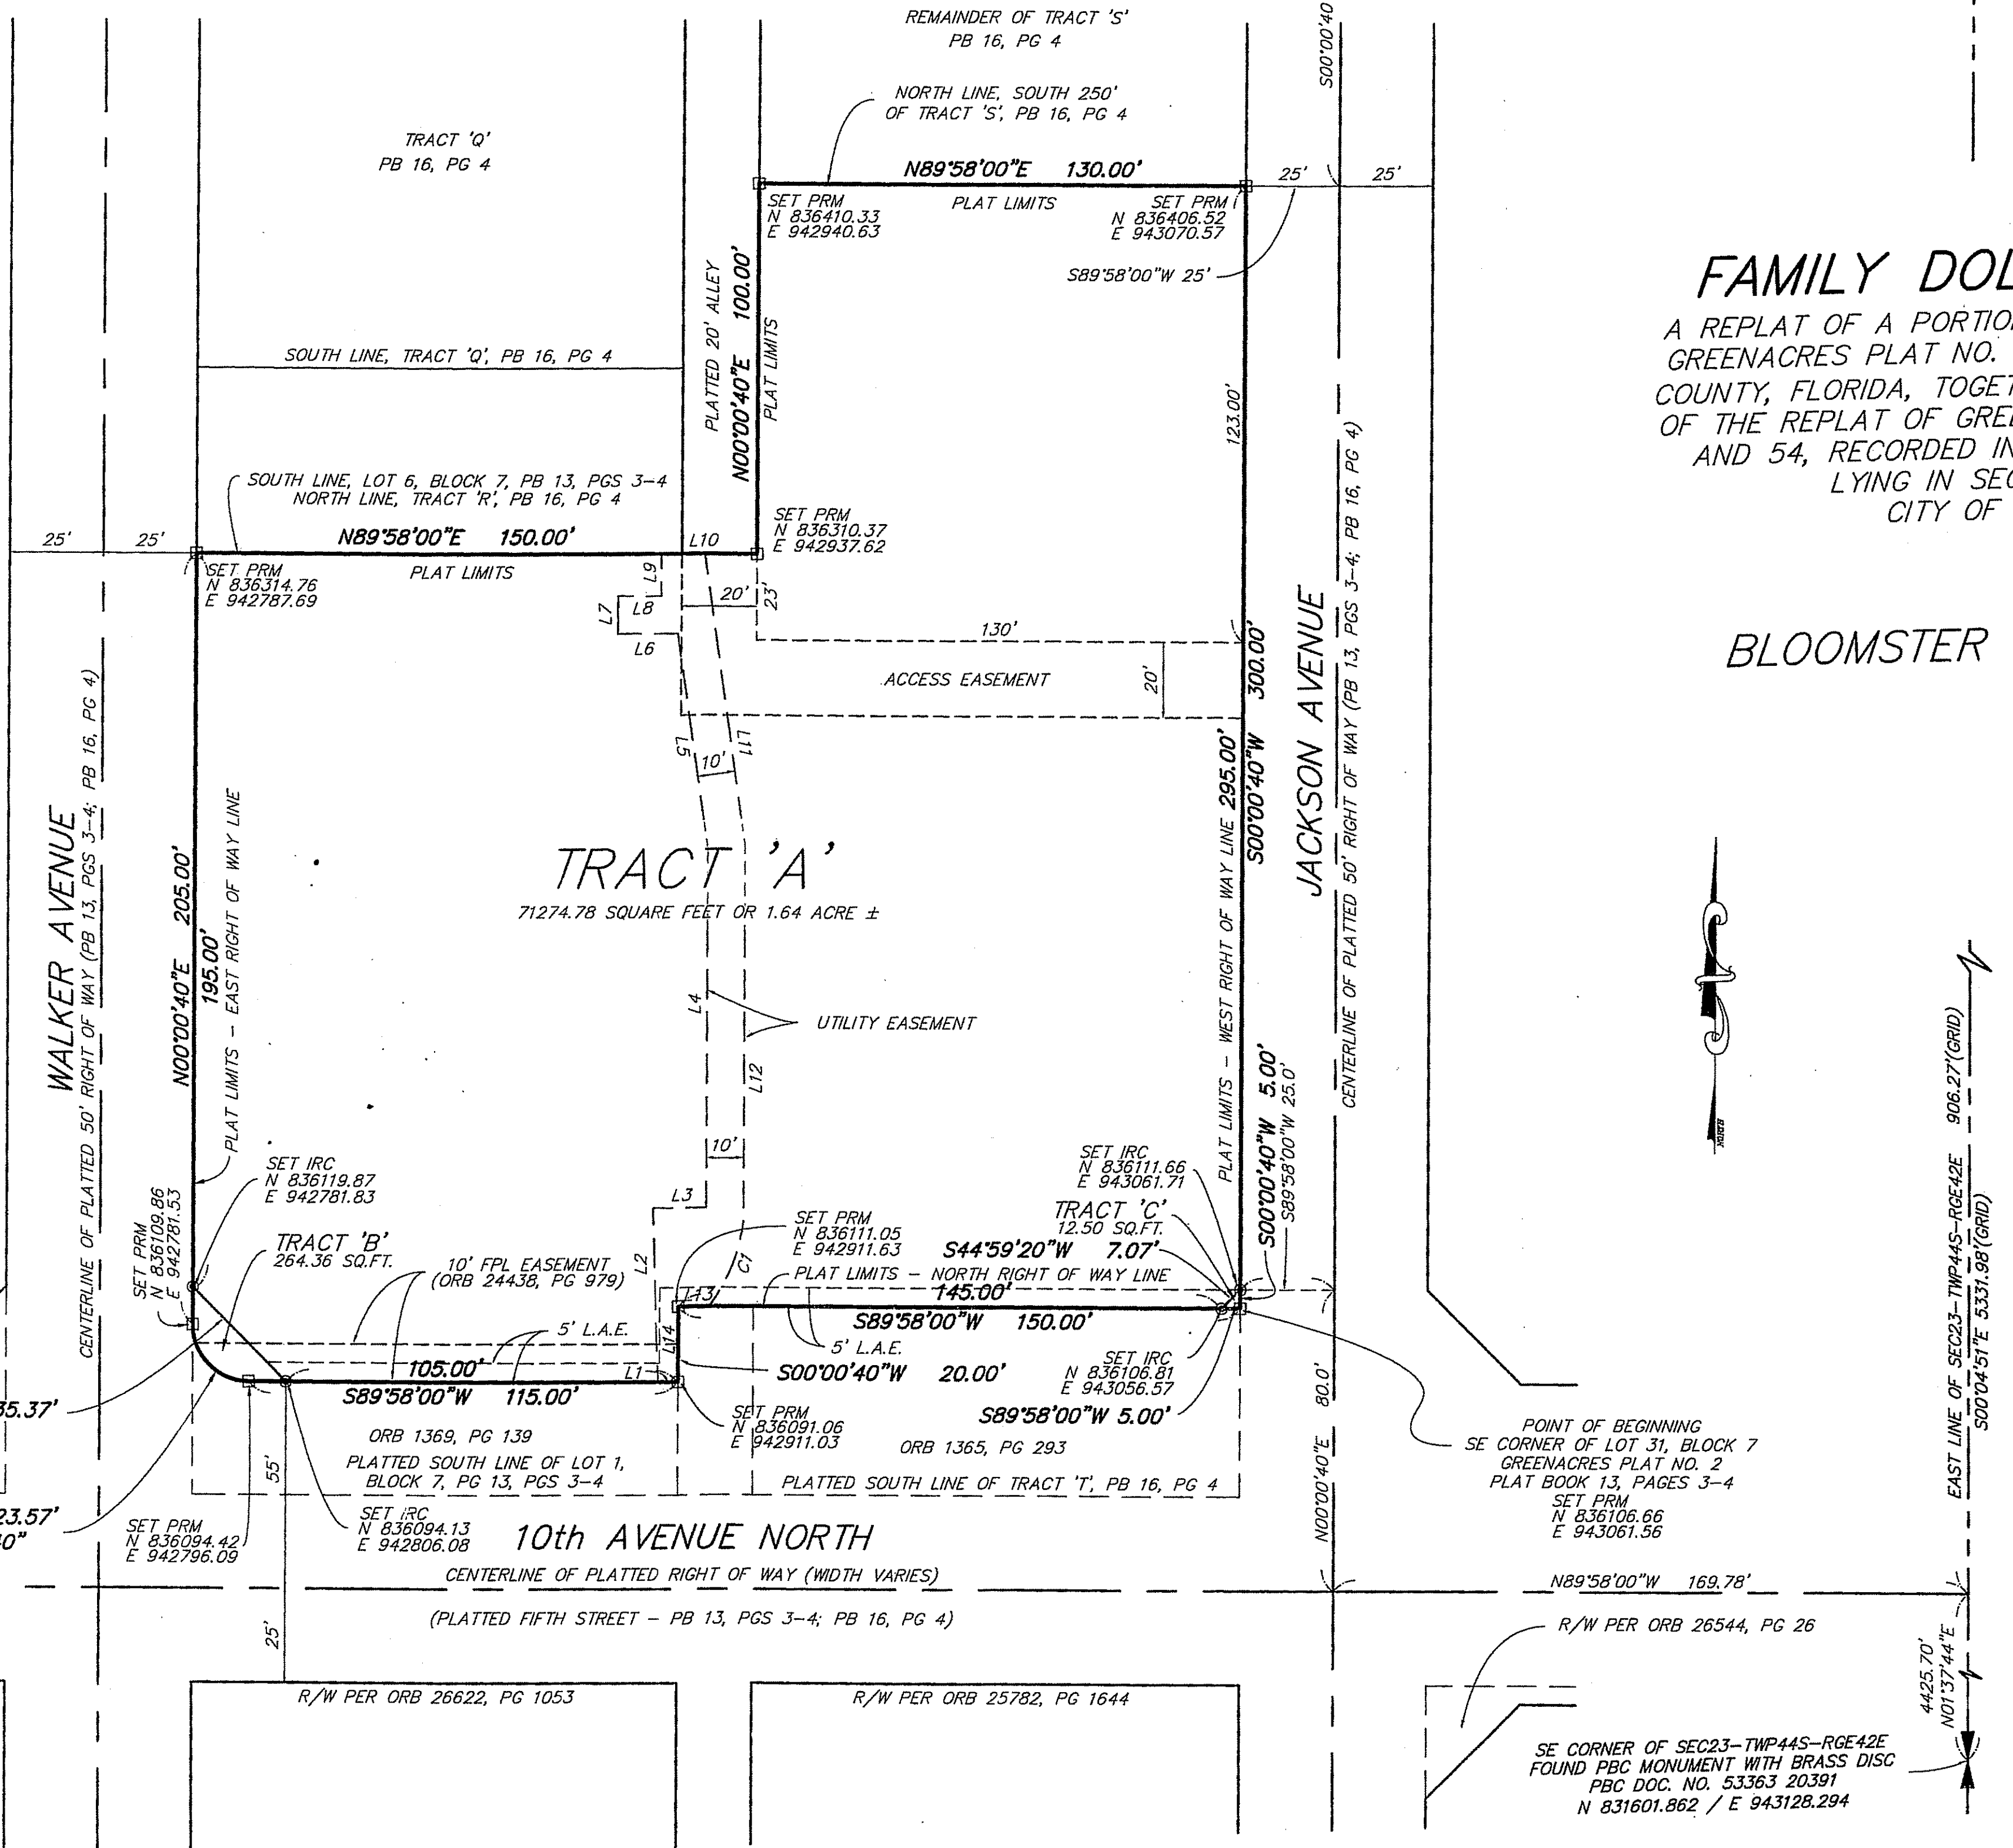 REMAINDER OF TRACT 'S'
PB 16, PG 4
NORTH LINE, SOUTH 250'
OF TRACT 'S', PB 16, PG 4
TRACT 'Q'
PB 16, PG 4
S00°00'40
N89°58'00"E 130.00'
PLAT LIMITS
25'
25'
SET PRM
N 836410.33
E 942940.63
SET PRM
N 836406.52
E 943070.57
S89°58'00"W 25'
PLATTED 20' ALLEY
N00°00'40"E 100.00'
PLAT LIMITS
123.00'
SOUTH LINE, TRACT 'Q', PB 16, PG 4
SOUTH LINE, LOT 6, BLOCK 7, PB 13, PGS 3-4
NORTH LINE, TRACT 'R', PB 16, PG 4
25'
25'
N89°58'00"E 150.00'
PLAT LIMITS
L10
SET PRM
N 836310.37
E 942937.62
SET PRM
N 836314.76
E 942787.69
L9
L7
L8
L6
20'
23'
130'
ACCESS EASEMENT
20'
L5
L11
10'
FAMILY DOL
A REPLAT OF A PORTION
GREENACRES PLAT NO.
COUNTY, FLORIDA, TOGET
OF THE REPLAT OF GREE
AND 54, RECORDED IN
LYING IN SEC
CITY OF
BLOOMSTER
WALKER AVENUE
CENTERLINE OF PLATTED 50' RIGHT OF WAY (PB 13, PGS 3-4; PB 16, PG 4)
N00°00'40"E 205.00'
195.00'
PLAT LIMITS - EAST RIGHT OF WAY LINE
TRACT 'A'
71274.78 SQUARE FEET OR 1.64 ACRE ±
L4
UTILITY EASEMENT
L12
10'
L3
L2
C1
PLAT LIMITS - WEST RIGHT OF WAY LINE
295.00'
S00°00'40"W 300.00'
JACKSON AVENUE
CENTERLINE OF PLATTED 50' RIGHT OF WAY (PB 13, PGS 3-4; PB 16, PG 4)
S00°00'40"W 5.00'
S89°58'00"W 25.0'
SET IRC
N 836119.87
E 942781.83
SET PRM
N 836109.86
E 942781.53
TRACT 'B'
264.36 SQ.FT.
10' FPL EASEMENT
(ORB 24438, PG 979)
SET PRM
N 836111.05
E 942911.63
SET IRC
N 836111.66
E 943061.71
TRACT 'C'
12.50 SQ.FT.
S44°59'20"W 7.07'
PLAT LIMITS - NORTH RIGHT OF WAY LINE
L13
145.00'
S89°58'00"W 150.00'
5' L.A.E.
5' L.A.E.
L14
L1
105.00'
S89°58'00"W 115.00'
S00°00'40"W 20.00'
SET IRC
N 836106.81
E 943056.57
S89°58'00"W 5.00'
SET PRM
N 836091.06
E 942911.03
35.37'
23.57'
0"
ORB 1369, PG 139
PLATTED SOUTH LINE OF LOT 1,
BLOCK 7, PG 13, PGS 3-4
ORB 1365, PG 293
PLATTED SOUTH LINE OF TRACT 'T', PB 16, PG 4
55'
SET PRM
N 836094.42
E 942796.09
SET IRC
N 836094.13
E 942806.08
10th AVENUE NORTH
CENTERLINE OF PLATTED RIGHT OF WAY (WIDTH VARIES)
(PLATTED FIFTH STREET - PB 13, PGS 3-4; PB 16, PG 4)
25'
N00°00'40"E 80.0'
POINT OF BEGINNING
SE CORNER OF LOT 31, BLOCK 7
GREENACRES PLAT NO. 2
PLAT BOOK 13, PAGES 3-4
SET PRM
N 836106.66
E 943061.56
N89°58'00"W 169.78'
EAST LINE OF SEC23-TWP44S-RGE42E 906.27'(GRID)
S00°04'51"E 5331.98'(GRID)
R/W PER ORB 26622, PG 1053
R/W PER ORB 25782, PG 1644
R/W PER ORB 26544, PG 26
4425.70'
N01°37'44"E
SE CORNER OF SEC23-TWP44S-RGE42E
FOUND PBC MONUMENT WITH BRASS DISC
PBC DOC. NO. 53363 20391
N 831601.862 / E 943128.294